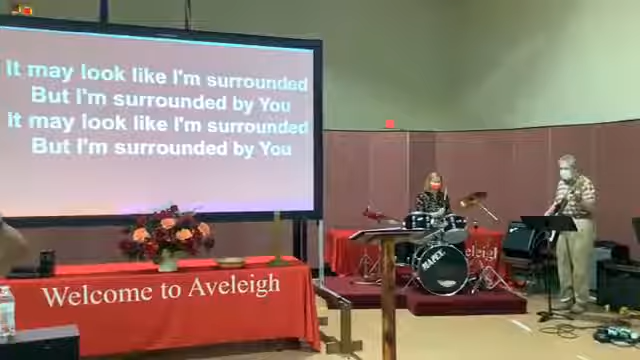 It may look like I'm surrounded
But I'm surrounded by You
It may look like I'm surrounded
But I'm surrounded by You
Welcome to Aveleigh
MAPEX